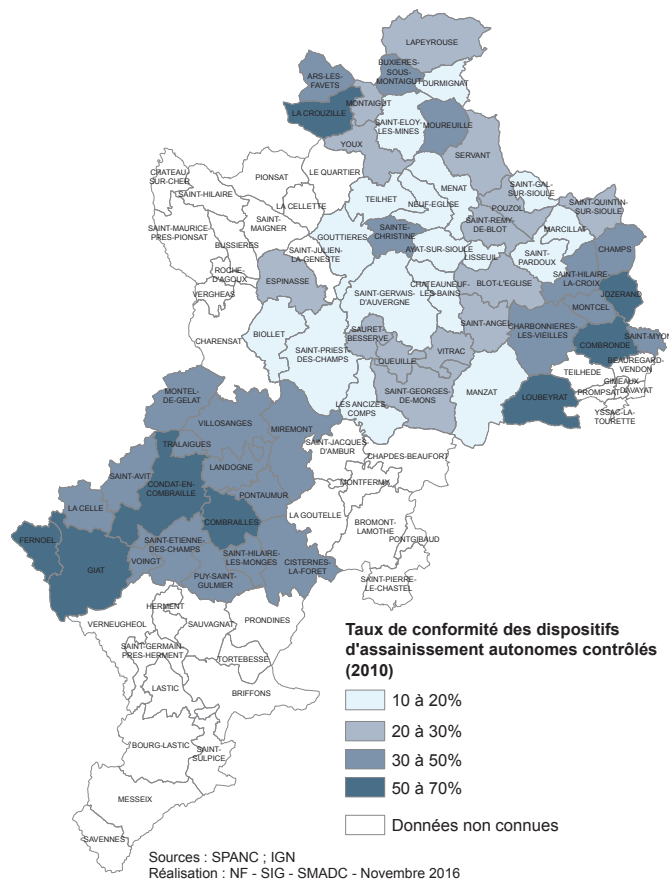 LAPEYROUSE
BUXIERES-
SOUS-
MONTAIGUT
ARS-LES-
FAVETS
DURMIGNAT
LA CROUZILLE
MONTAIGUT
SAINT-ELOY-
LES-MINES
MOUREUILLE
YOUX
SERVANT
LE QUARTIER
PIONSAT
CHATEAU-
SUR-CHER
SAINT-HILAIRE
LA CELLETTE
TEILHET
MENAT
NEUF-EGLISE
SAINT-GAL-
SUR-SIOULE
SAINT-QUINTIN-
SUR-SIOULE
POUZOL
SAINT-REMY-
DE-BLOT
MARCILLAT
SAINT-MAURICE-
PRES-PIONSAT
SAINT-
MAIGNER
GOUTTIERES
SAINTE-
CHRISTINE
AYAT-SUR-SIOULE
LISSEUIL
SAINT-
PARDOUX
CHAMPS
BUSSIERES
SAINT-JULIEN-
LA-GENESTE
ROCHE-
D'AGOUX
VERGHEAS
ESPINASSE
SAINT-GERVAIS-
D'AUVERGNE
CHATEAUNEUF-
LES-BAINS
BLOT-L'EGLISE
SAINT-HILAIRE-
LA-CROIX
JOZERAND
MONTCEL
CHARENSAT
BIOLLET
SAINT-PRIEST-
DES-CHAMPS
SAURET-
BESSERVE
SAINT-ANGEL
CHARBONNIERES-
LES-VIEILLES
COMBRONDE
SAINT-MYON
QUEUILLE
VITRAC
BEAUREGARD-
VENDON
TEILHEDE
GIMEAUX
DAVAYAT
PROMPSAT
YSSAC-LA-
TOURETTE
MONTEL-
DE-GELAT
LES ANCIZES-
COMPS
SAINT-GEORGES-
DE-MONS
MANZAT
LOUBEYRAT
VILLOSANGES
MIREMONT
TRALAIGUES
SAINT-JACQUES-
D'AMBUR
CHAPDES-BEAUFORT
SAINT-AVIT
LANDOGNE
CONDAT-EN-
COMBRAILLE
MONTFERMY
LA CELLE
PONTAUMUR
COMBRAILLES
LA GOUTELLE
BROMONT-
LAMOTHE
PONTGIBAUD
FERNOEL
GIAT
SAINT-ETIENNE-
DES-CHAMPS
VOINGT
SAINT-HILAIRE-
LES-MONGES
CISTERNES-
LA-FORET
PUY-SAINT-
GULMIER
SAINT-PIERRE-
LE-CHASTEL
HERMENT
VERNEUGHEOL
SAUVAGNAT
PRONDINES
SAINT-GERMAIN-
PRES-HERMENT
TORTEBESSE
LASTIC
BRIFFONS
BOURG-LASTIC
SAINT-
SULPICE
MESSEIX
SAVENNES
Taux de conformité des dispositifs
d'assainissement autonomes contrôlés
(2010)
10 à 20%
20 à 30%
30 à 50%
50 à 70%
Données non connues
Sources : SPANC ; IGN
Réalisation : NF - SIG - SMADC - Novembre 2016